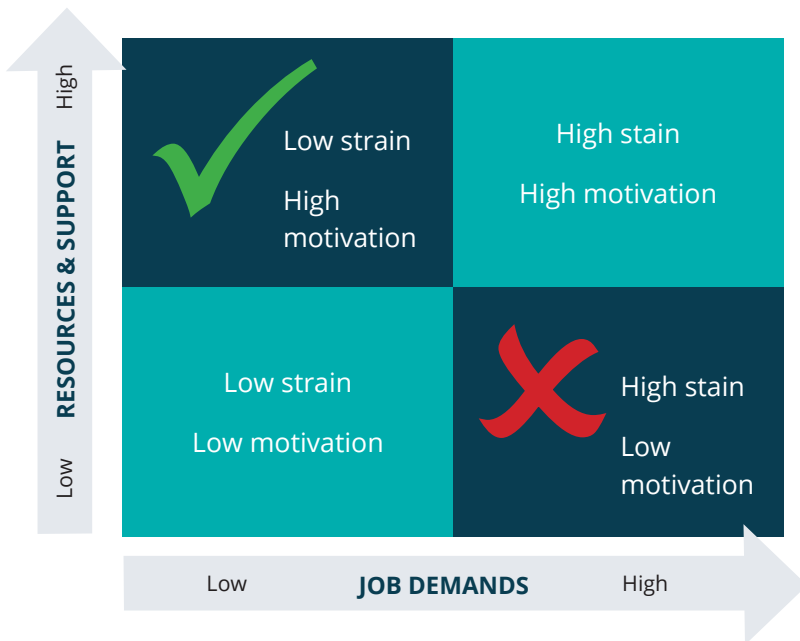 High
RESOURCES & SUPPORT
Low
Low strain
High
motivation
High stain
High motivation
Low strain
Low motivation
High stain
Low
motivation
Low
JOB DEMANDS
High